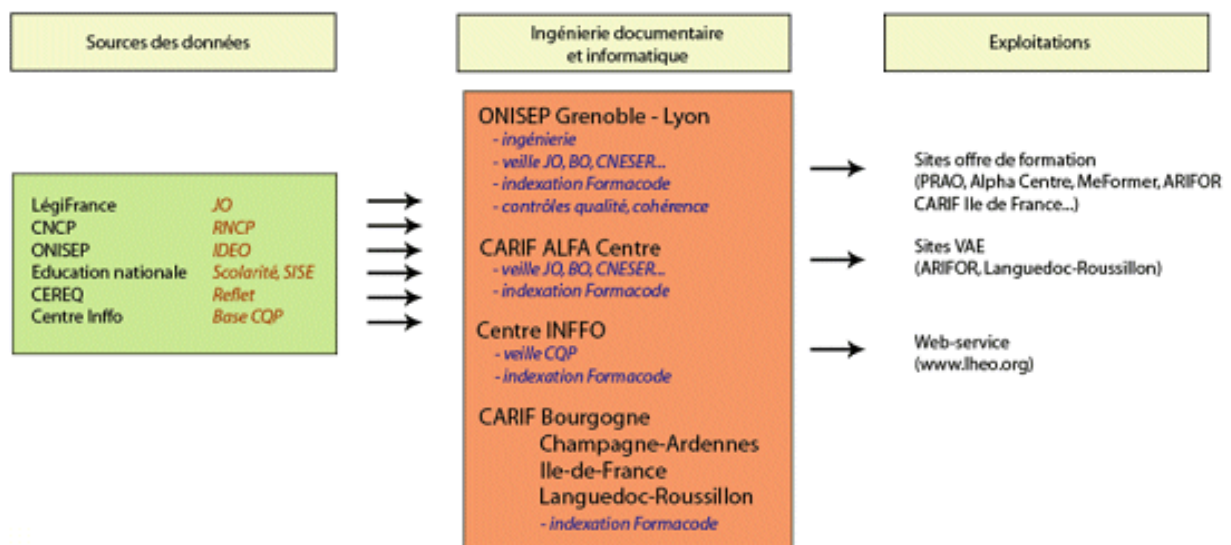 Sources des données
Ingénierie documentaire
et informatique
Exploitations
LégiFrance JO
CNCP RNCP
ONISEP IDEO
Education nationale Scolarité, SISE
CEREQ Reflet
Centre Inffo Base CQP
ONISEP Grenoble - Lyon
- ingénierie
- veille JO, BO, CNESER...
- indexation Formacode
- contrôles qualité, cohérence
CARIF ALFA Centre
- veille JO, BO, CNESER...
- indexation Formacode
Centre INFFO
- veille CQP
- indexation Formacode
CARIF Bourgogne
Champagne-Ardennes
Ile-de-France
Languedoc-Roussillon
- indexation Formacode
Sites offre de formation
(PRAO, Alpha Centre, MeFormer, ARIFOR
CARIF Ile de France...)
Sites VAE
(ARIFOR, Languedoc-Roussillon)
Web-service
(www.lheo.org)